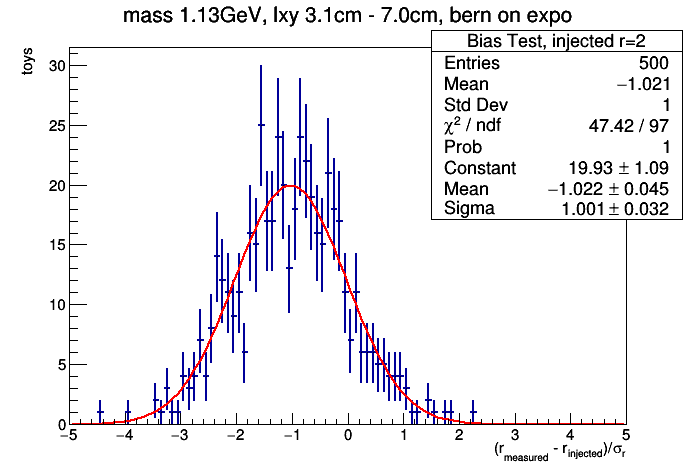 mass 1.13GeV, lxy 3.1cm - 7.0cm, bern on expo
Bias Test, injected r=2
Entries 500
Mean −1.021
Std Dev 1
χ² / ndf 47.42 / 97
Prob 1
Constant 19.93 ± 1.09
Mean −1.022 ± 0.045
Sigma 1.001 ± 0.032
toys
30
25
20
15
10
5
0
−5 −4 −3 −2 −1 0 1 2 3 4 5
(r_measured - r_injected)/σ_r